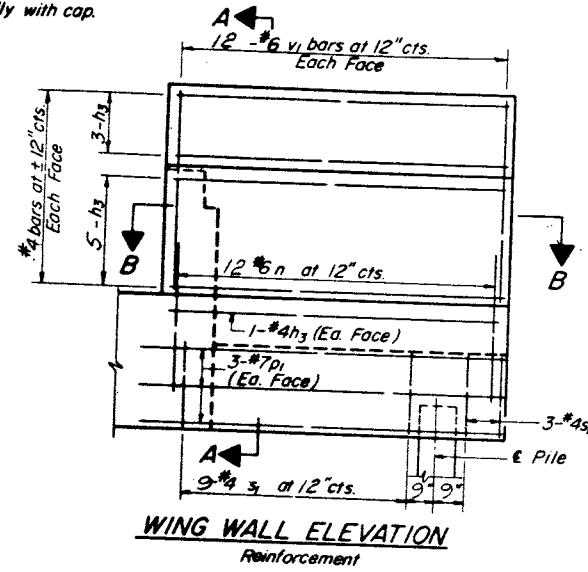 ly with cap.
A
12 - #6 v₁ bars at 12" cts.
Each Face
3-h₃
#4 bars at ± 12" cts.
Each Face
5-h₃
B
B
12 #6 n at 12" cts.
1-#4h₃ (Ea. Face)
3-#7p₁
(Ea. Face)
3-#4s₁
A
℄ Pile
9-#4 s₁ at 12" cts.
9"
9"
WING WALL ELEVATION
Reinforcement